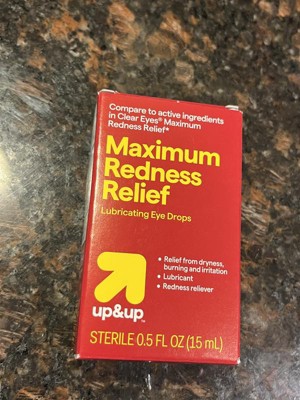 Compare to active ingredients
in Clear Eyes® Maximum
Redness Relief*
Maximum
Redness
Relief
Lubricating Eye Drops
• Relief from dryness,
burning and irritation
• Lubricant
• Redness reliever
up&up™
STERILE 0.5 FL OZ (15 mL)